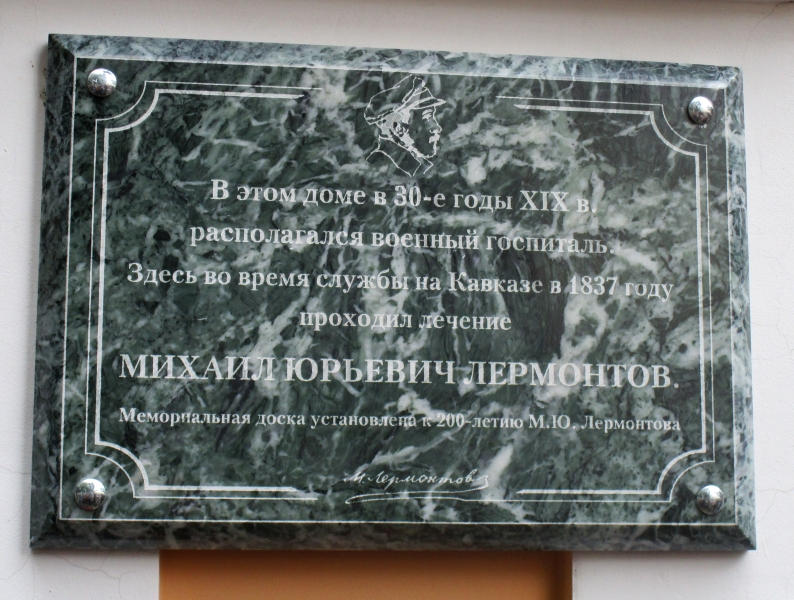 В этом доме в 30-е годы XIX в.
располагался военный госпиталь.
Здесь во время службы на Кавказе в 1837 году
проходил лечение
МИХАИЛ ЮРЬЕВИЧ ЛЕРМОНТОВ.
Мемориальная доска установлена к 200-летию М.Ю. Лермонтова
М. Лермонтов